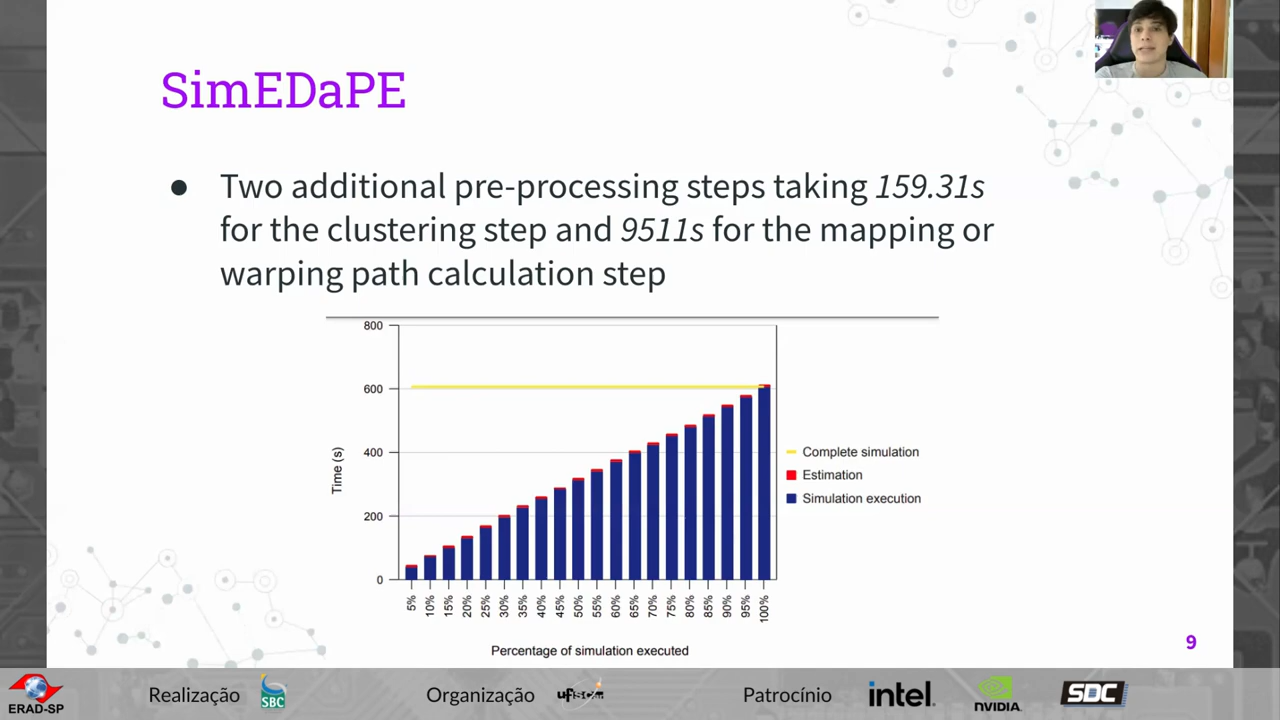 SimEDaPE
● Two additional pre-processing steps taking 159.31s
for the clustering step and 9511s for the mapping or
warping path calculation step
800
600
400
200
0
Time (s)
5% 10% 15% 20% 25% 30% 35% 40% 45% 50% 55% 60% 65% 70% 75% 80% 85% 90% 95% 100%
Percentage of simulation executed
Complete simulation
Estimation
Simulation execution
9
ERAD-SP
Realização
SBC
Organização
ufscar
Patrocínio
intel.
NVIDIA.
SDC